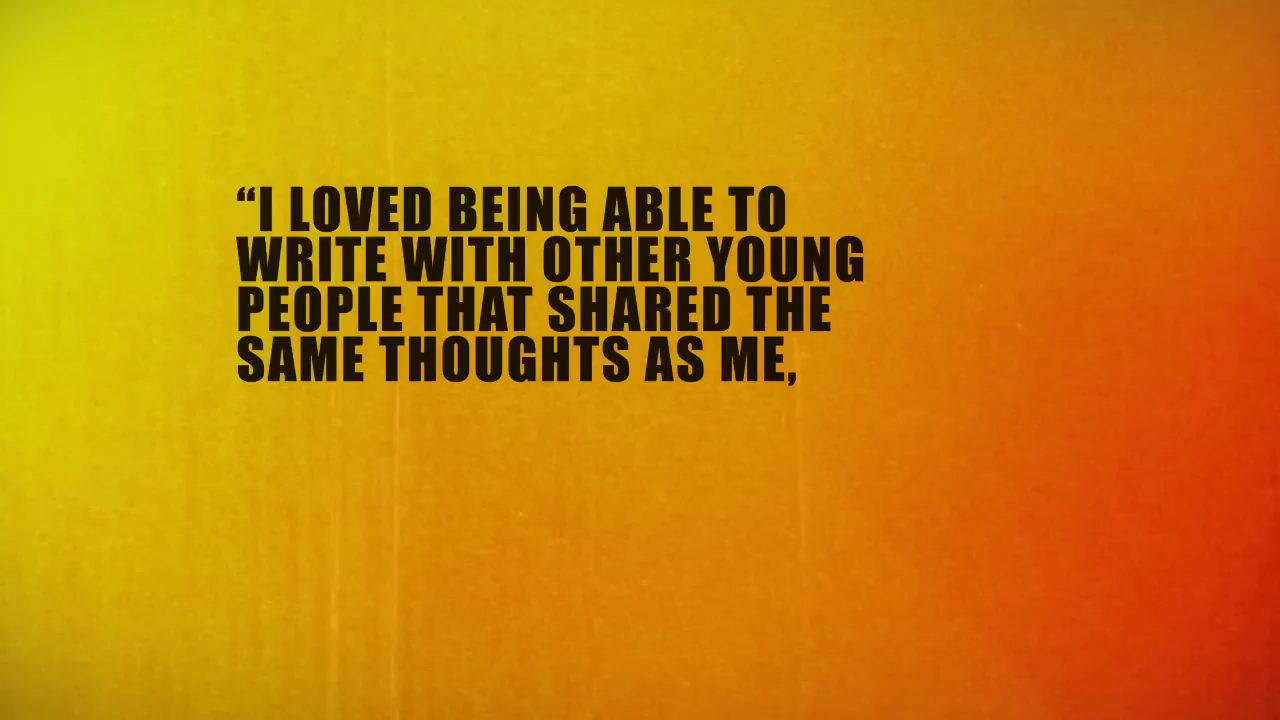 “I LOVED BEING ABLE TO
WRITE WITH OTHER YOUNG
PEOPLE THAT SHARED THE
SAME THOUGHTS AS ME,